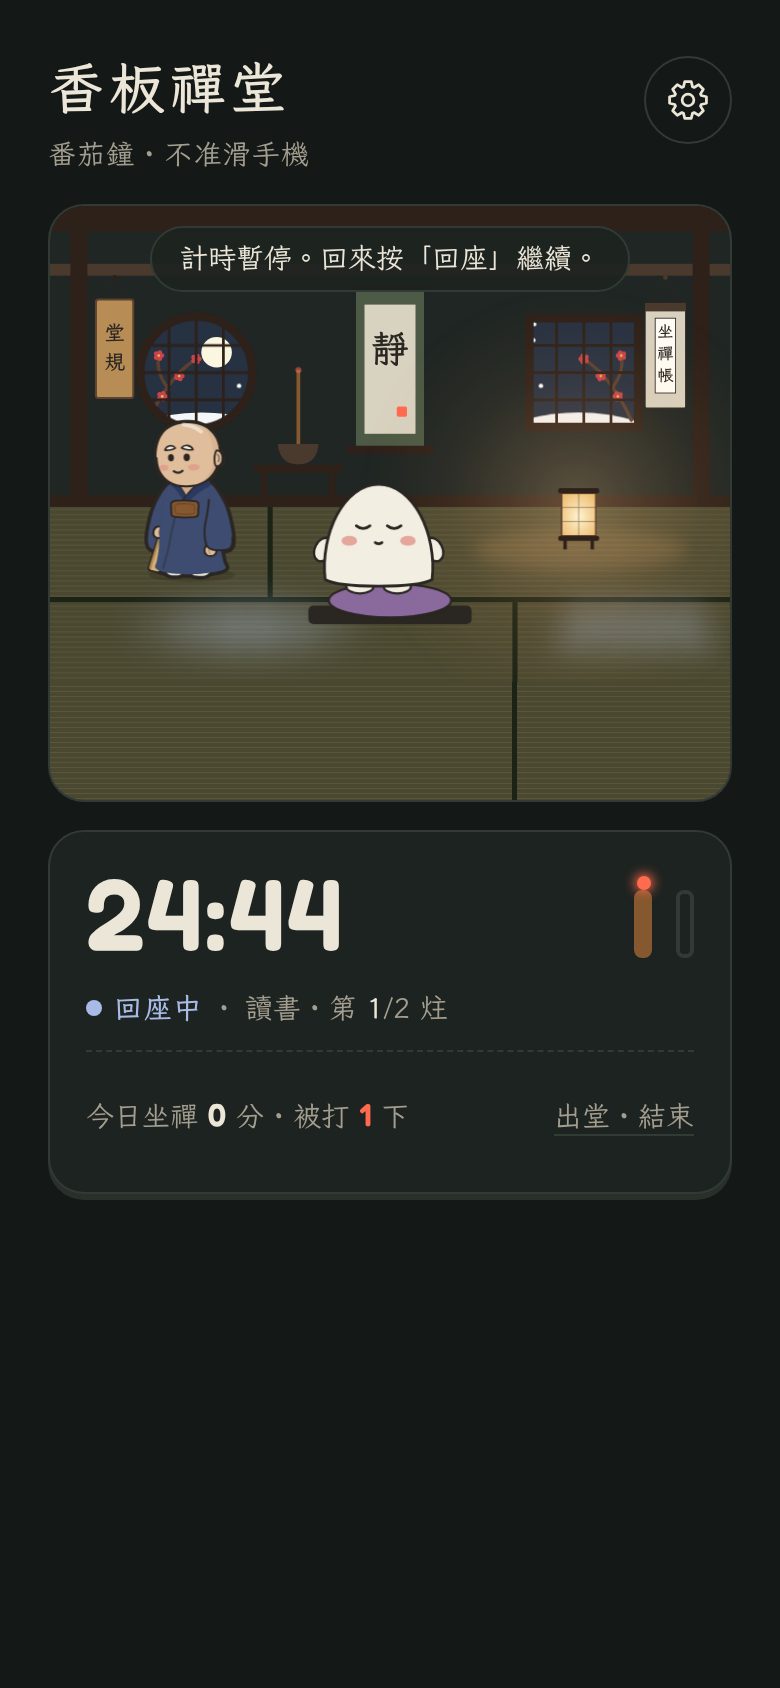 香板禪堂
番茄鐘・不准滑手機
計時暫停。回來按「回座」繼續。
堂規
靜
坐禪帳
24:44
回座中 ・ 讀書・第 1/2 炷
今日坐禪 0 分・被打 1 下
出堂・結束